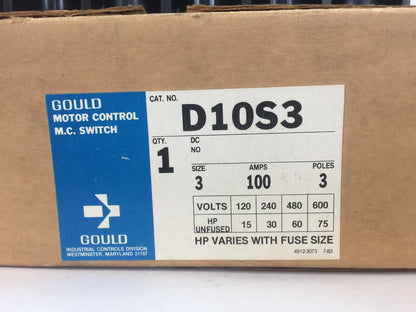 GOULD
MOTOR CONTROL
M.C. SWITCH
CAT. NO.
D10S3
QTY.
1
DC
NO
SIZE AMPS POLES
3 100 3
VOLTS 120 240 480 600
HP UNFUSED 15 30 60 75
HP VARIES WITH FUSE SIZE
4612-3073 7-83
GOULD
INDUSTRIAL CONTROLS DIVISION
WESTMINSTER, MARYLAND 21157